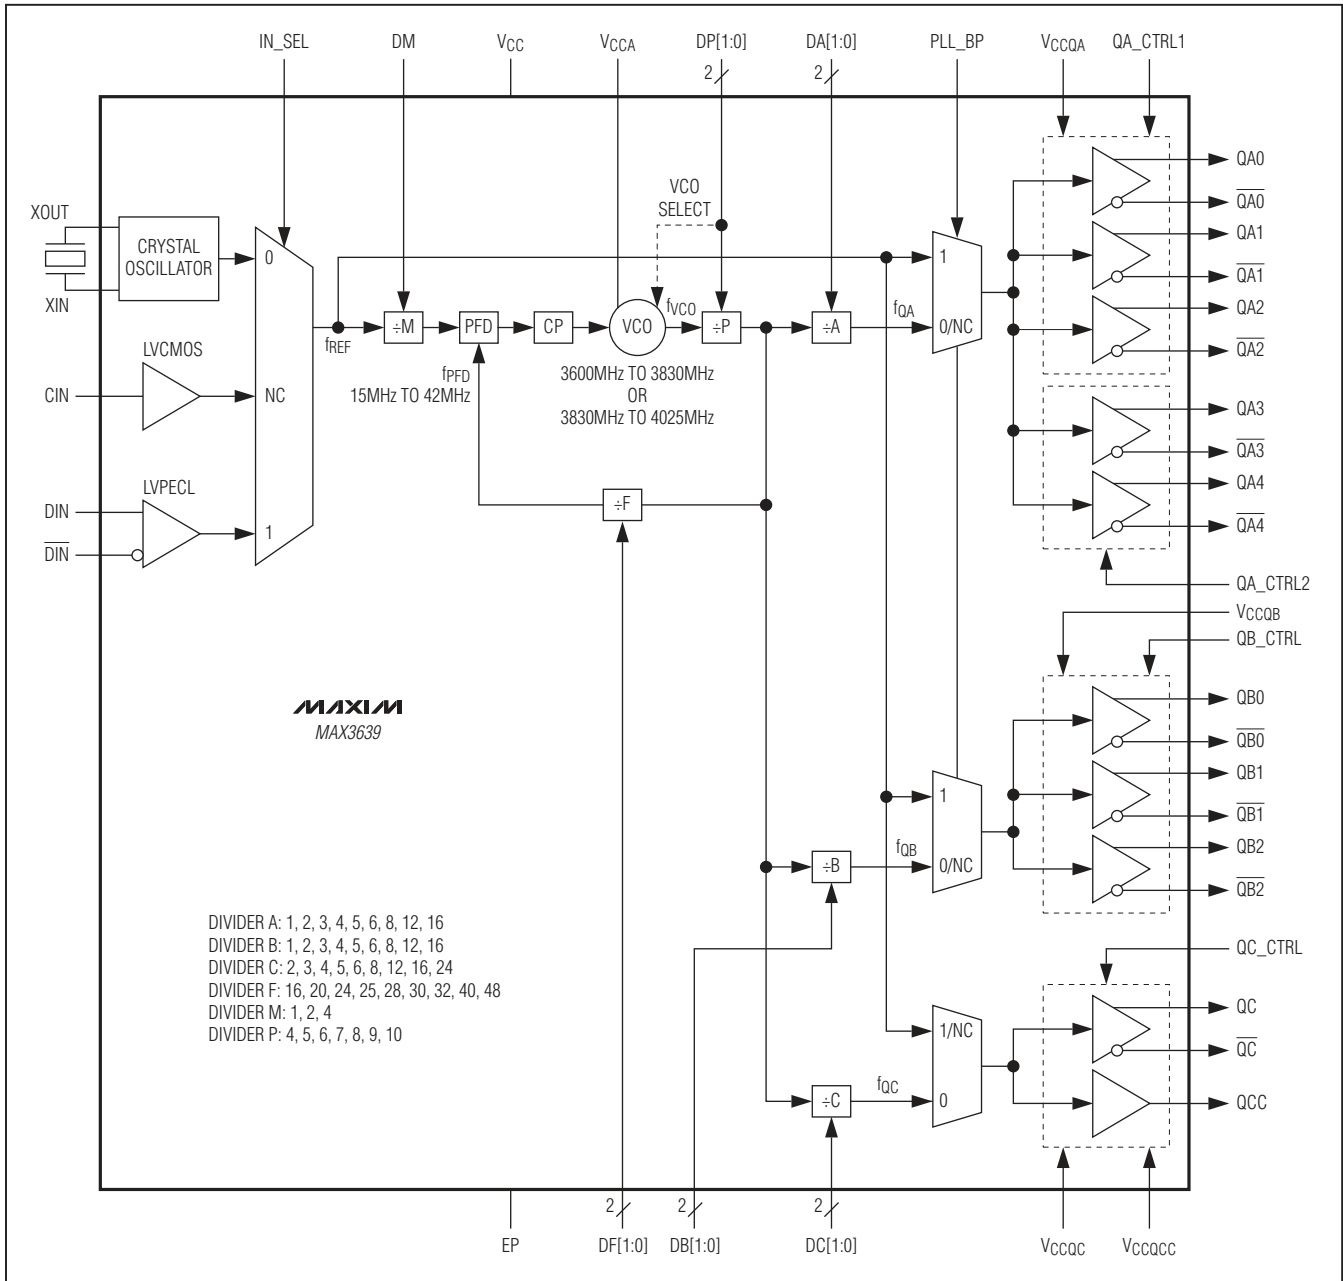 IN_SEL DM VCC VCCA DP[1:0] DA[1:0] PLL_BP VCCQA QA_CTRL1
2 2
XOUT
XIN
CRYSTAL
OSCILLATOR
0
NC
1
LVCMOS
CIN
LVPECL
DIN
DIN
fREF
÷M
PFD
CP
VCO
fVCO
÷P
VCO
SELECT
fPFD
15MHz TO 42MHz
3600MHz TO 3830MHz
OR
3830MHz TO 4025MHz
÷F
÷A
fQA
1
0/NC
QA0
QA0
QA1
QA1
QA2
QA2
QA3
QA3
QA4
QA4
QA_CTRL2
VCCQB
QB_CTRL
MAXIM
MAX3639
÷B
fQB
1
0/NC
QB0
QB0
QB1
QB1
QB2
QB2
QC_CTRL
DIVIDER A: 1, 2, 3, 4, 5, 6, 8, 12, 16
DIVIDER B: 1, 2, 3, 4, 5, 6, 8, 12, 16
DIVIDER C: 2, 3, 4, 5, 6, 8, 12, 16, 24
DIVIDER F: 16, 20, 24, 25, 28, 30, 32, 40, 48
DIVIDER M: 1, 2, 4
DIVIDER P: 4, 5, 6, 7, 8, 9, 10
÷C
fQC
1/NC
0
QC
QC
QCC
2 2 2
EP DF[1:0] DB[1:0] DC[1:0] VCCQC VCCQCC